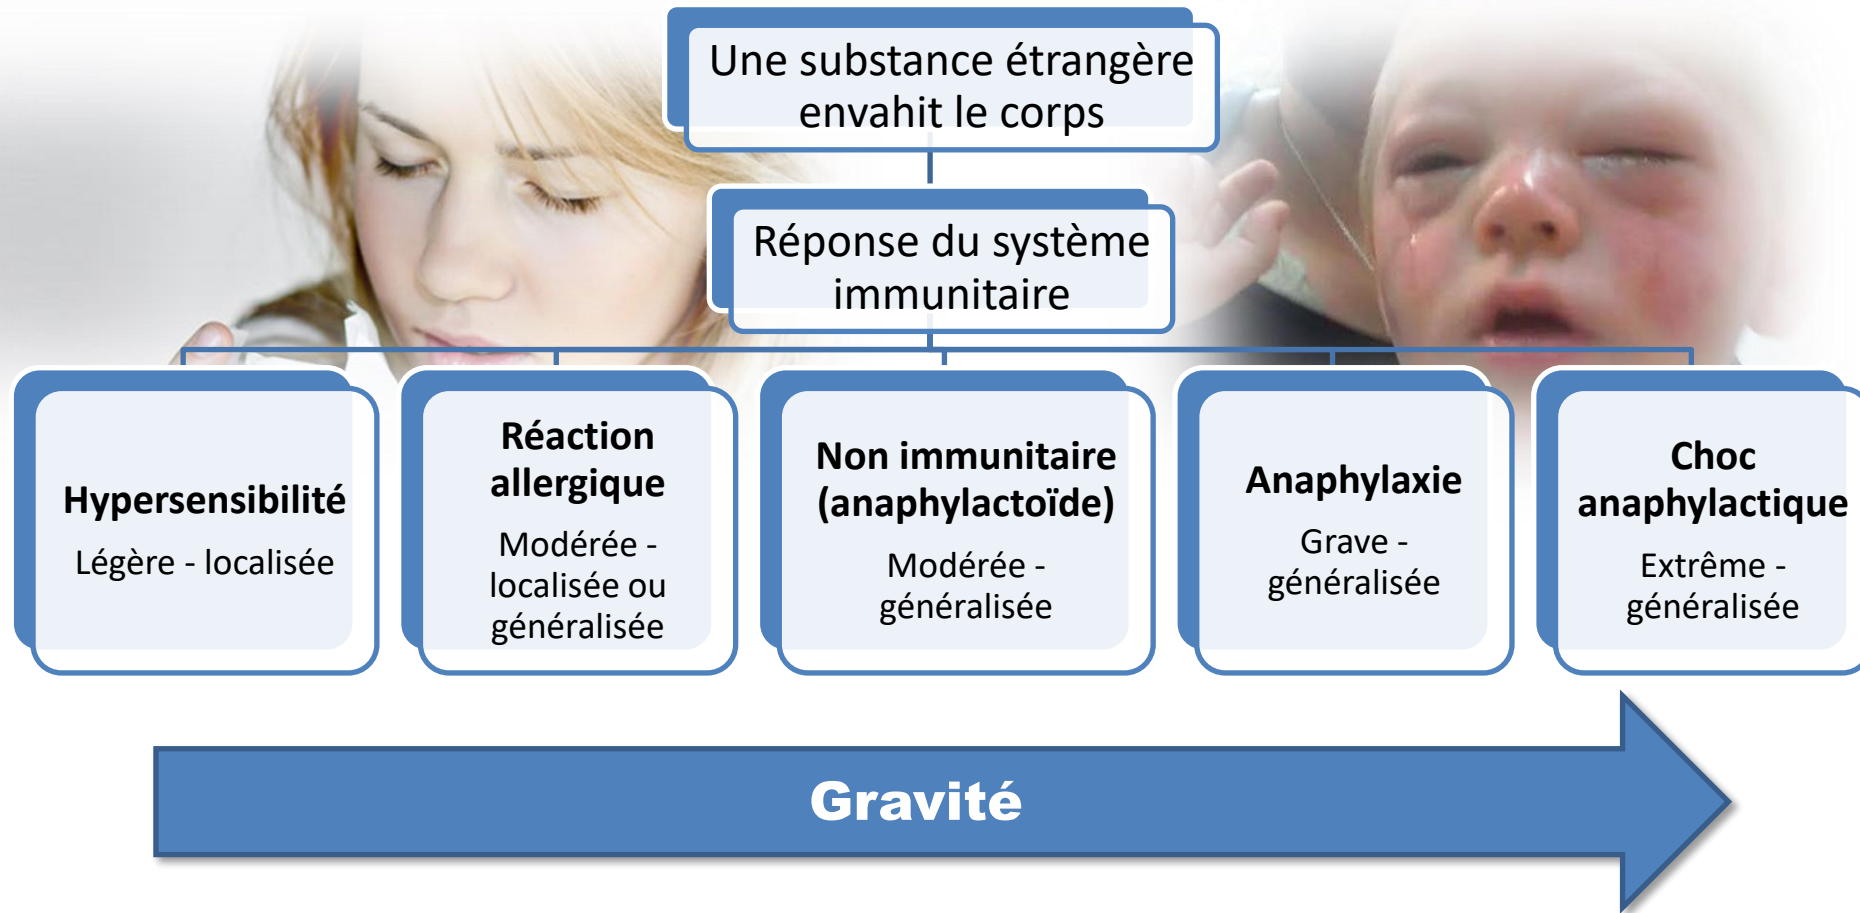 Une substance étrangère
envahit le corps
Réponse du système
immunitaire
Hypersensibilité
Légère - localisée
Réaction
allergique
Modérée -
localisée ou
généralisée
Non immunitaire
(anaphylactoïde)
Modérée -
généralisée
Anaphylaxie
Grave -
généralisée
Choc
anaphylactique
Extrême -
généralisée
Gravité